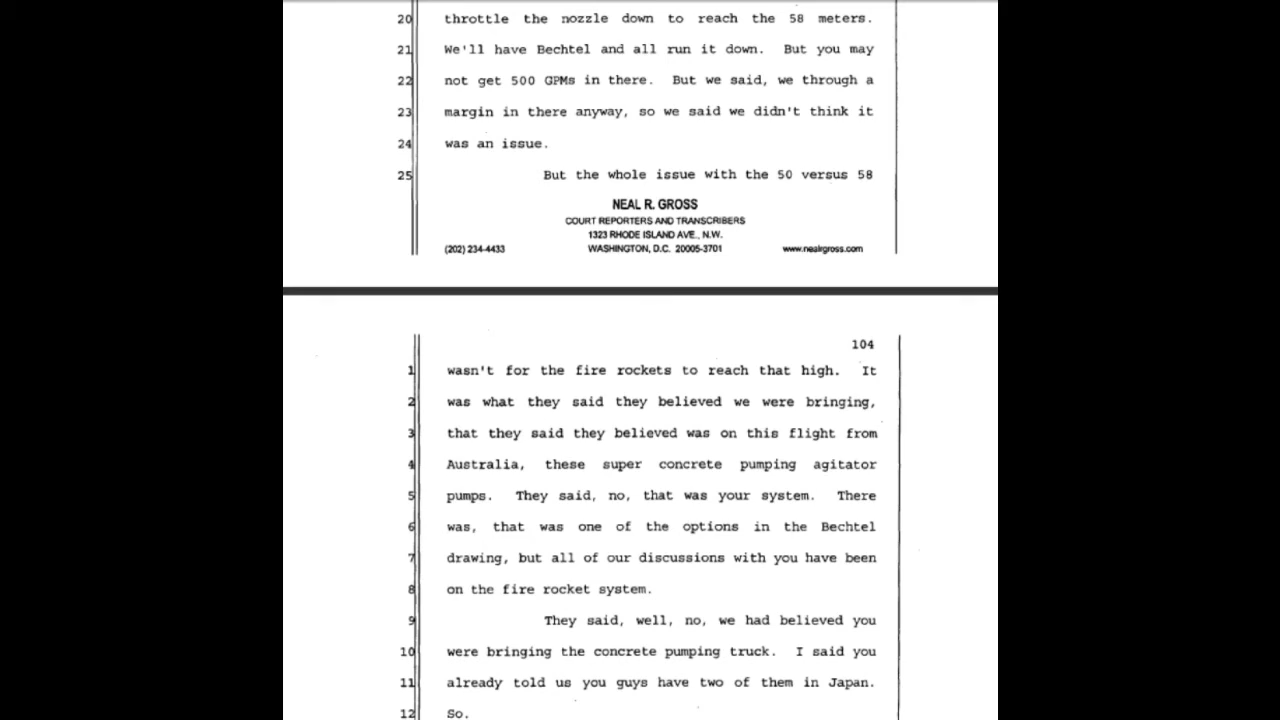 20 throttle the nozzle down to reach the 58 meters.
21 We'll have Bechtel and all run it down. But you may
22 not get 500 GPMs in there. But we said, we through a
23 margin in there anyway, so we said we didn't think it
24 was an issue.
25 But the whole issue with the 50 versus 58
NEAL R. GROSS
COURT REPORTERS AND TRANSCRIBERS
1323 RHODE ISLAND AVE., N.W.
(202) 234-4433 WASHINGTON, D.C. 20005-3701 www.nealrgross.com
104
1 wasn't for the fire rockets to reach that high. It
2 was what they said they believed we were bringing,
3 that they said they believed was on this flight from
4 Australia, these super concrete pumping agitator
5 pumps. They said, no, that was your system. There
6 was, that was one of the options in the Bechtel
7 drawing, but all of our discussions with you have been
8 on the fire rocket system.
9 They said, well, no, we had believed you
10 were bringing the concrete pumping truck. I said you
11 already told us you guys have two of them in Japan.
12 So.